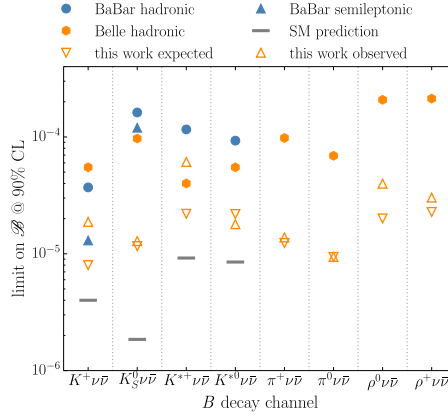 BaBar hadronic
BaBar semileptonic
Belle hadronic
SM prediction
this work expected
this work observed
limit on ℬ @ 90% CL
10⁻⁴
10⁻⁵
10⁻⁶
K⁺νν̄ K⁰_Sνν̄ K*⁺νν̄ K*⁰νν̄ π⁺νν̄ π⁰νν̄ ρ⁰νν̄ ρ⁺νν̄
B decay channel